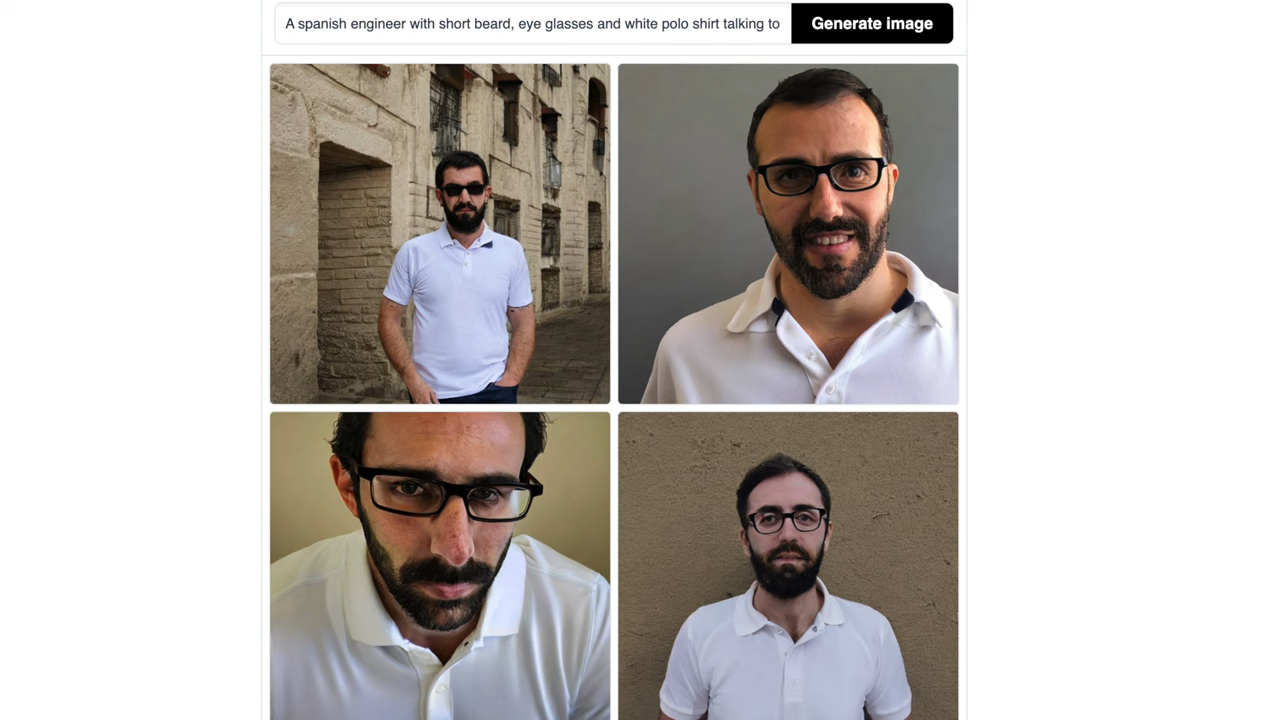 A spanish engineer with short beard, eye glasses and white polo shirt talking to
Generate image